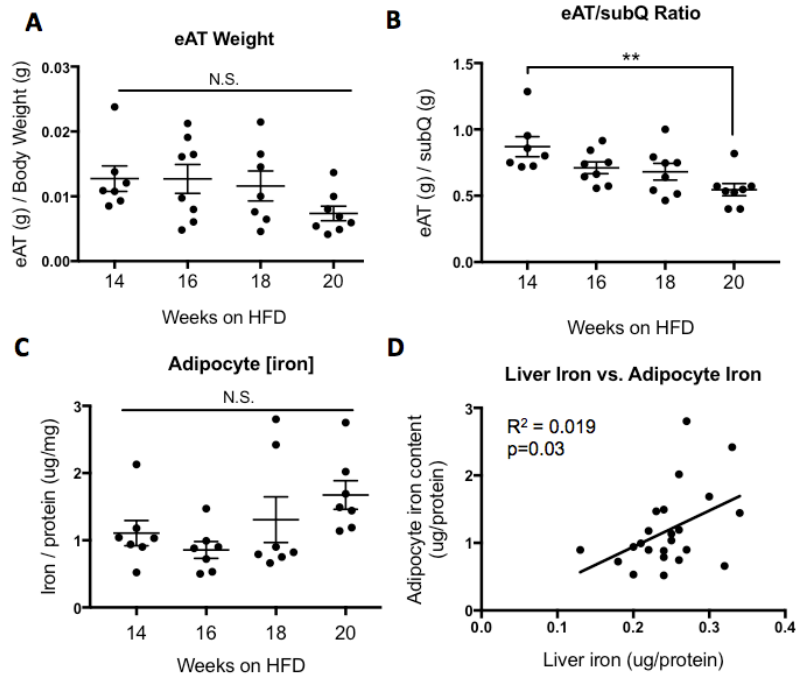 A
eAT Weight
N.S.
eAT (g) / Body Weight (g)
0.03
0.02
0.01
0.00
14 16 18 20
Weeks on HFD
B
eAT/subQ Ratio
**
eAT (g) / subQ (g)
1.5
1.0
0.5
0.0
14 16 18 20
Weeks on HFD
C
Adipocyte [iron]
N.S.
Iron / protein (ug/mg)
3
2
1
0
14 16 18 20
Weeks on HFD
D
Liver Iron vs. Adipocyte Iron
R² = 0.019
p=0.03
Adipocyte iron content
(ug/protein)
3
2
1
0
0.0 0.1 0.2 0.3 0.4
Liver iron (ug/protein)